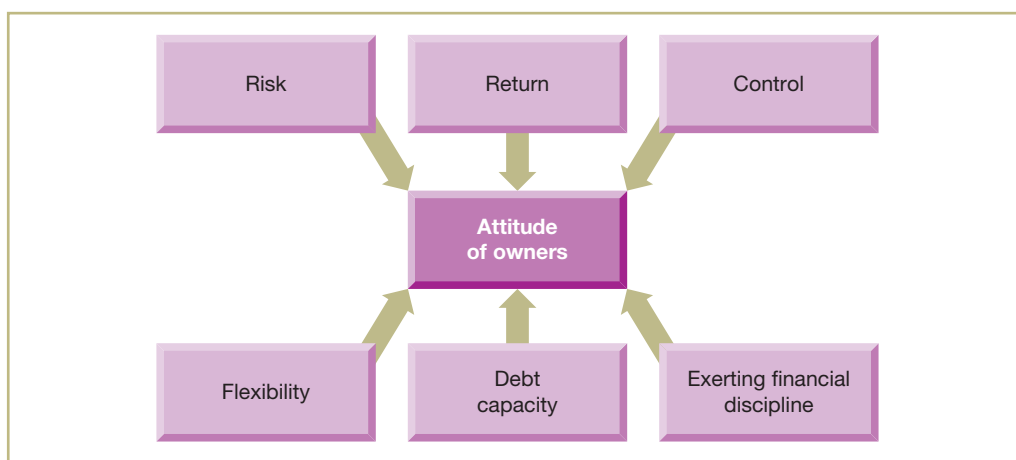 Risk
Return
Control
Attitude
of owners
Flexibility
Debt
capacity
Exerting financial
discipline